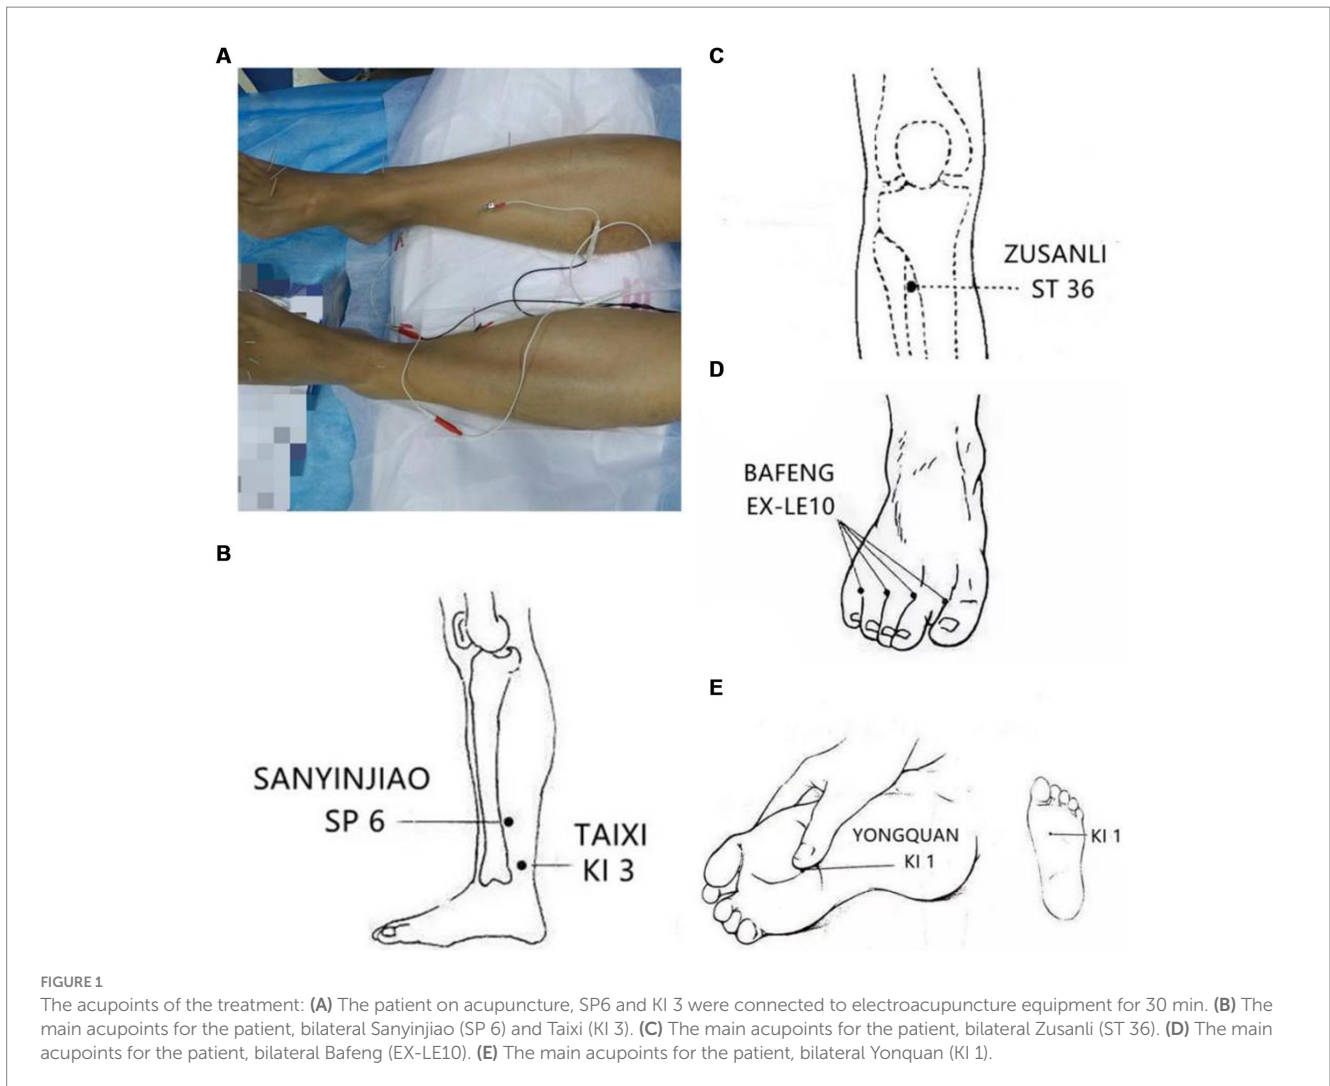 A
C
ZUSANLI
ST 36
D
BAFENG
EX-LE10
B
SANYINJIAO
SP 6
TAIXI
KI 3
E
YONGQUAN
KI 1
KI 1
FIGURE 1
The acupoints of the treatment: (A) The patient on acupuncture, SP6 and KI 3 were connected to electroacupuncture equipment for 30 min. (B) The
main acupoints for the patient, bilateral Sanyinjiao (SP 6) and Taixi (KI 3). (C) The main acupoints for the patient, bilateral Zusanli (ST 36). (D) The main
acupoints for the patient, bilateral Bafeng (EX-LE10). (E) The main acupoints for the patient, bilateral Yonquan (KI 1).